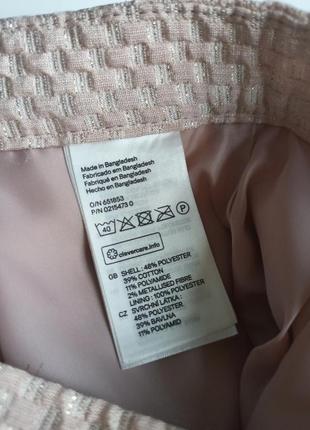 Made in Bangladesh
Fabricado em Bangladesh
Fabriqué en Bangladesh
Hecho en Bangladesh
O/N 651853
P/N 0215473 0
40 P
clevercare.info
GB SHELL : 48% POLYESTER
39% COTTON
11% POLYAMIDE
2% METALLISED FIBRE
LINING : 100% POLYESTER
CZ SVRCHNÍ LÁTKA :
48% POLYESTER
39% BAVLNA
11% POLYAMID